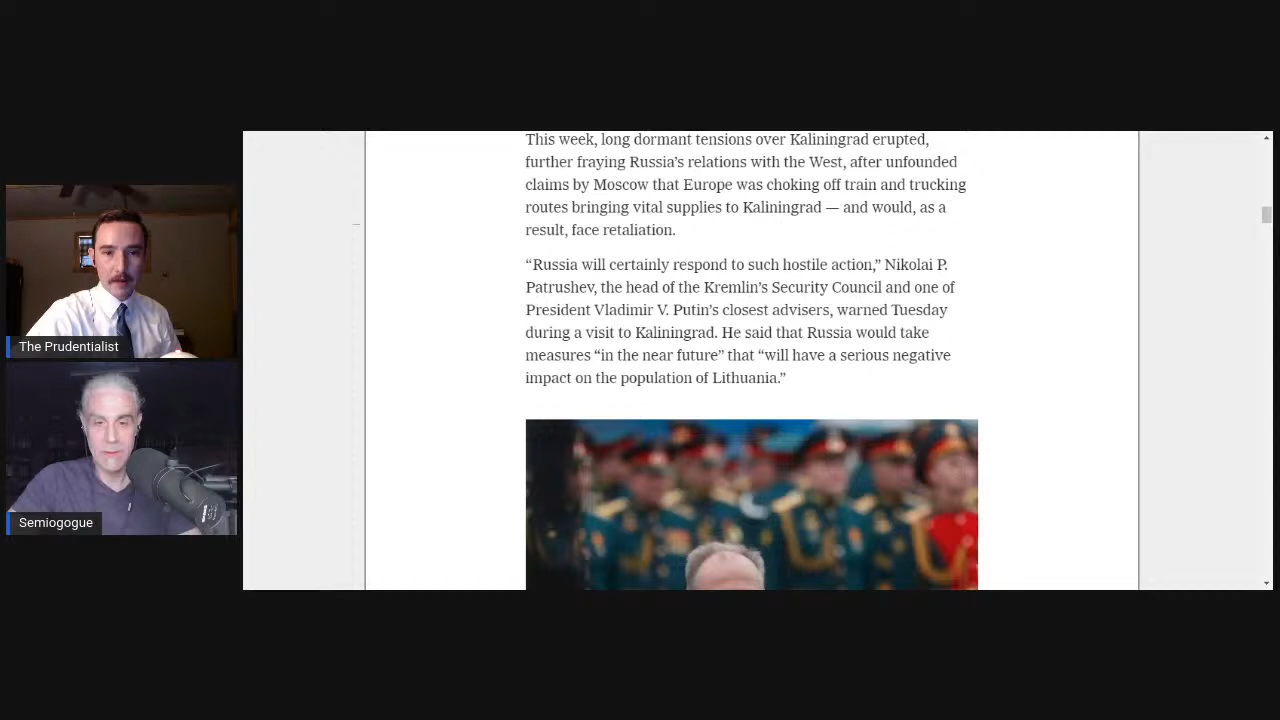 This week, long dormant tensions over Kaliningrad erupted,
further fraying Russia’s relations with the West, after unfounded
claims by Moscow that Europe was choking off train and trucking
routes bringing vital supplies to Kaliningrad — and would, as a
result, face retaliation.
“Russia will certainly respond to such hostile action,” Nikolai P.
Patrushev, the head of the Kremlin’s Security Council and one of
President Vladimir V. Putin’s closest advisers, warned Tuesday
during a visit to Kaliningrad. He said that Russia would take
measures “in the near future” that “will have a serious negative
impact on the population of Lithuania.”
The Prudentialist
Semiogogue